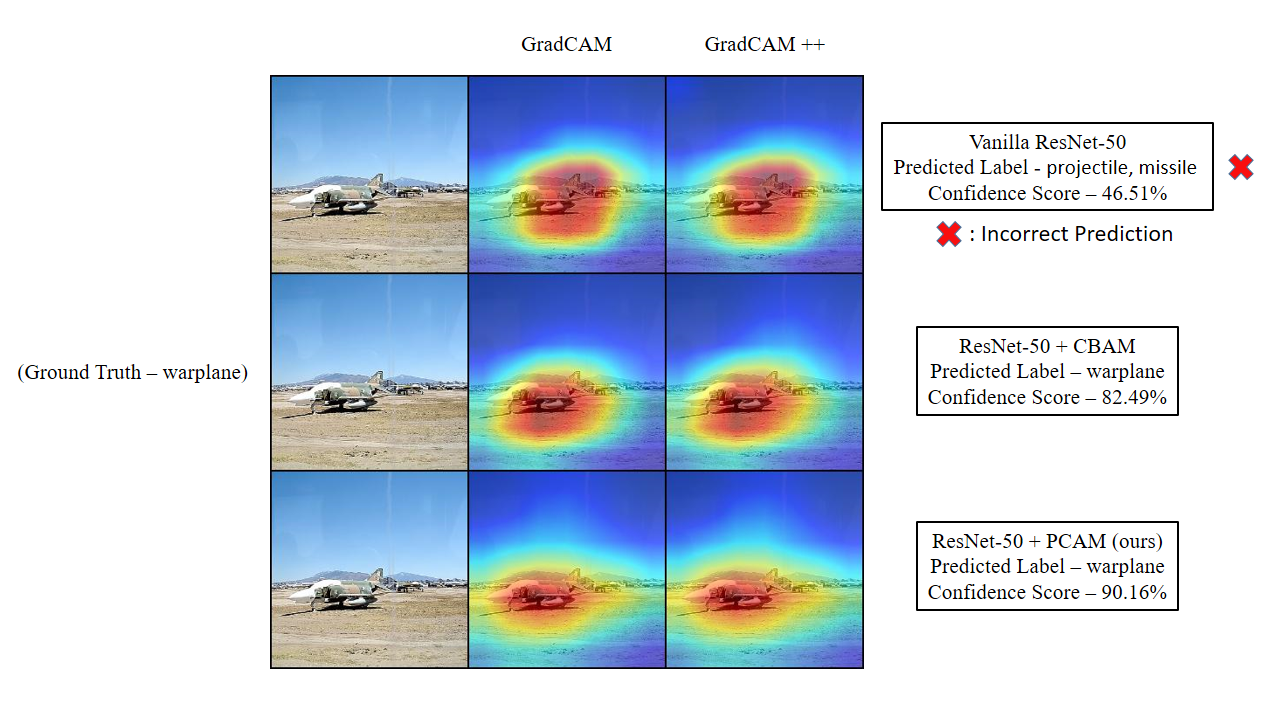 GradCAM
GradCAM ++
Vanilla ResNet-50
Predicted Label - projectile, missile
Confidence Score – 46.51%
: Incorrect Prediction
(Ground Truth – warplane)
ResNet-50 + CBAM
Predicted Label – warplane
Confidence Score – 82.49%
ResNet-50 + PCAM (ours)
Predicted Label – warplane
Confidence Score – 90.16%